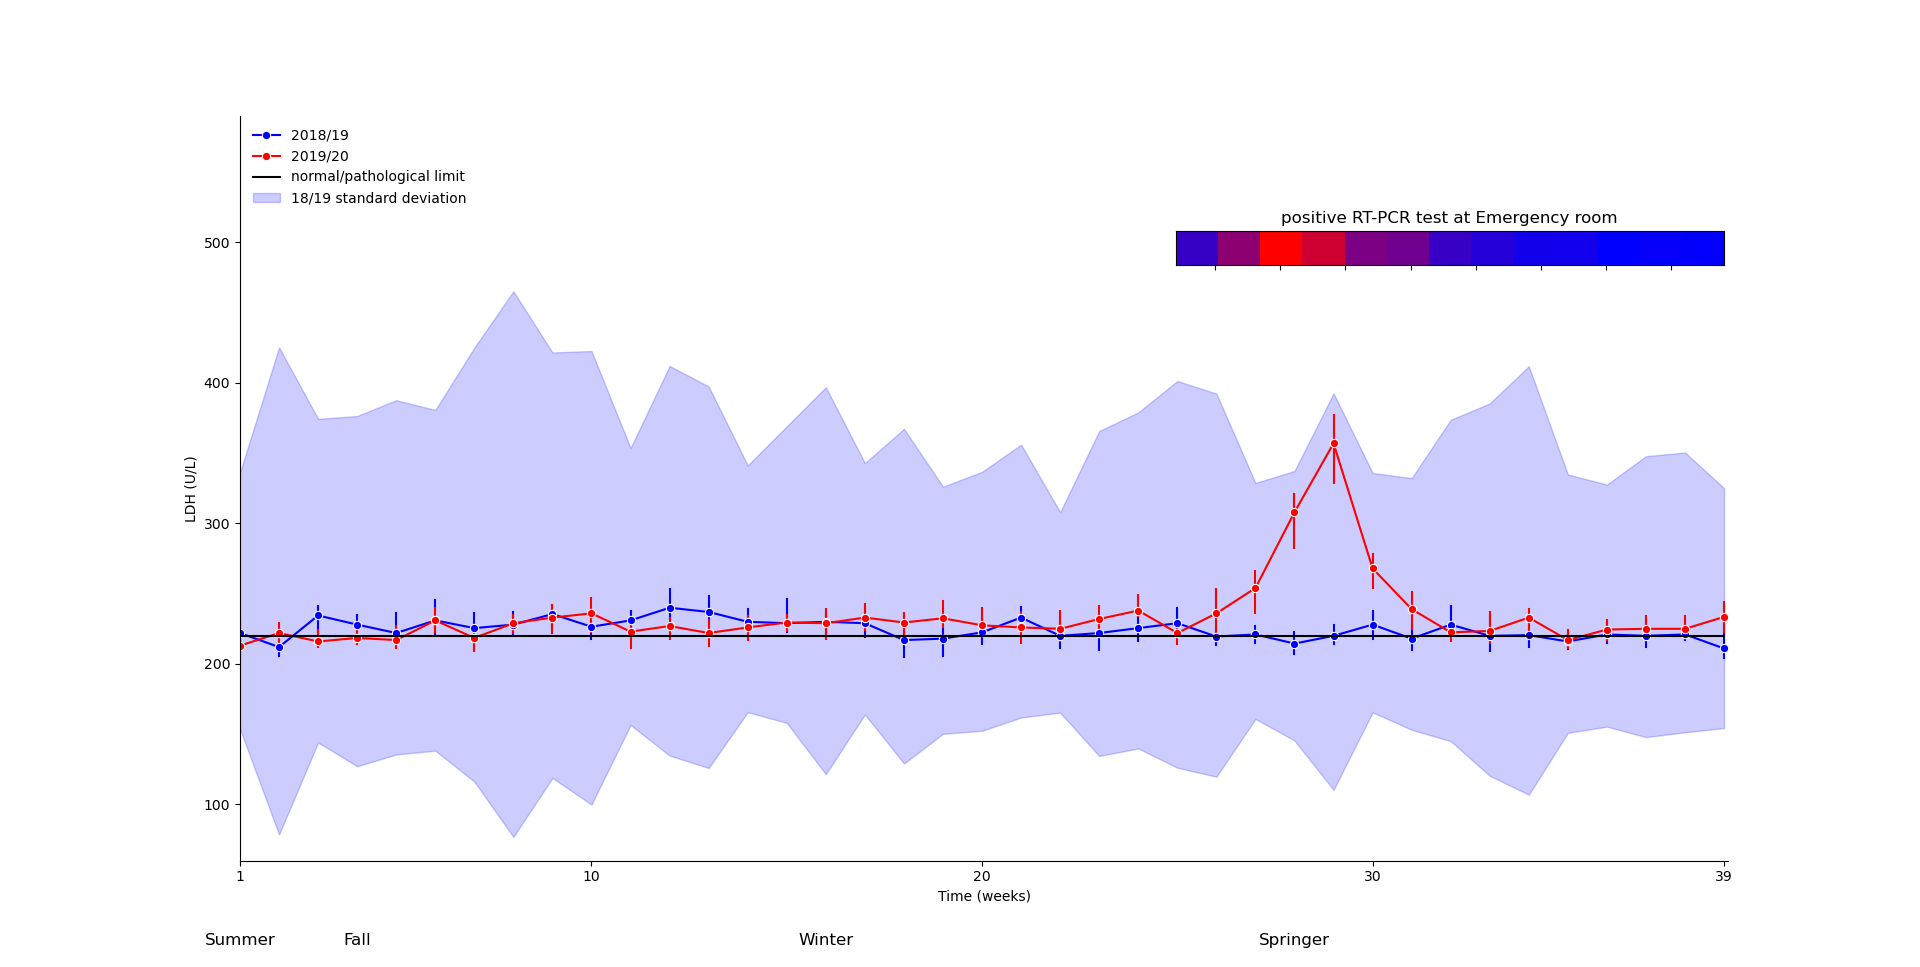 2018/19
2019/20
normal/pathological limit
18/19 standard deviation
positive RT-PCR test at Emergency room
500
400
300
200
100
LDH (U/L)
1 10 20 30 39
Time (weeks)
Summer Fall Winter Springer